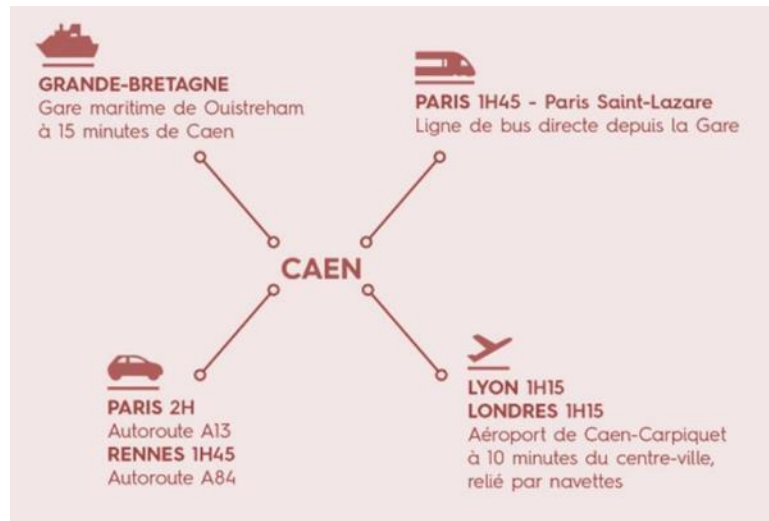 GRANDE-BRETAGNE
Gare maritime de Ouistreham
à 15 minutes de Caen
PARIS 1H45 - Paris Saint-Lazare
Ligne de bus directe depuis la Gare
CAEN
PARIS 2H
Autoroute A13
RENNES 1H45
Autoroute A84
LYON 1H15
LONDRES 1H15
Aéroport de Caen-Carpiquet
à 10 minutes du centre-ville,
relié par navettes